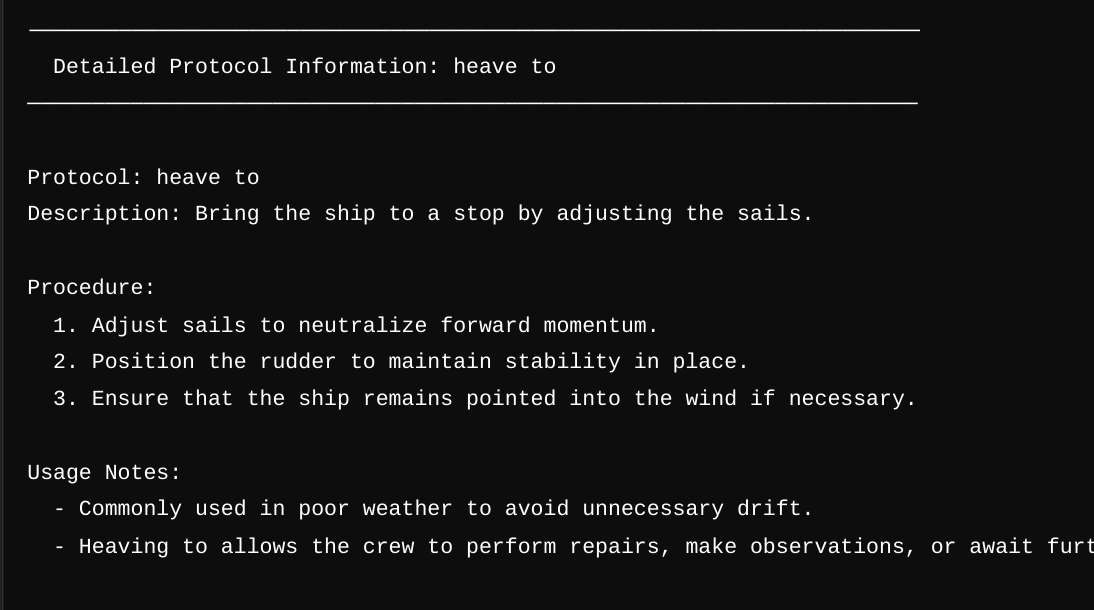 Detailed Protocol Information: heave to
Protocol: heave to
Description: Bring the ship to a stop by adjusting the sails.
Procedure:
1. Adjust sails to neutralize forward momentum.
2. Position the rudder to maintain stability in place.
3. Ensure that the ship remains pointed into the wind if necessary.
Usage Notes:
- Commonly used in poor weather to avoid unnecessary drift.
- Heaving to allows the crew to perform repairs, make observations, or await